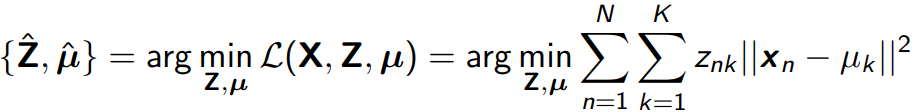 {Ẑ, μ̂} = arg min_{Z,μ} ℒ(X, Z, μ) = arg min_{Z,μ} ∑_{n=1}^{N} ∑_{k=1}^{K} z_{nk}||x_n − μ_k||²